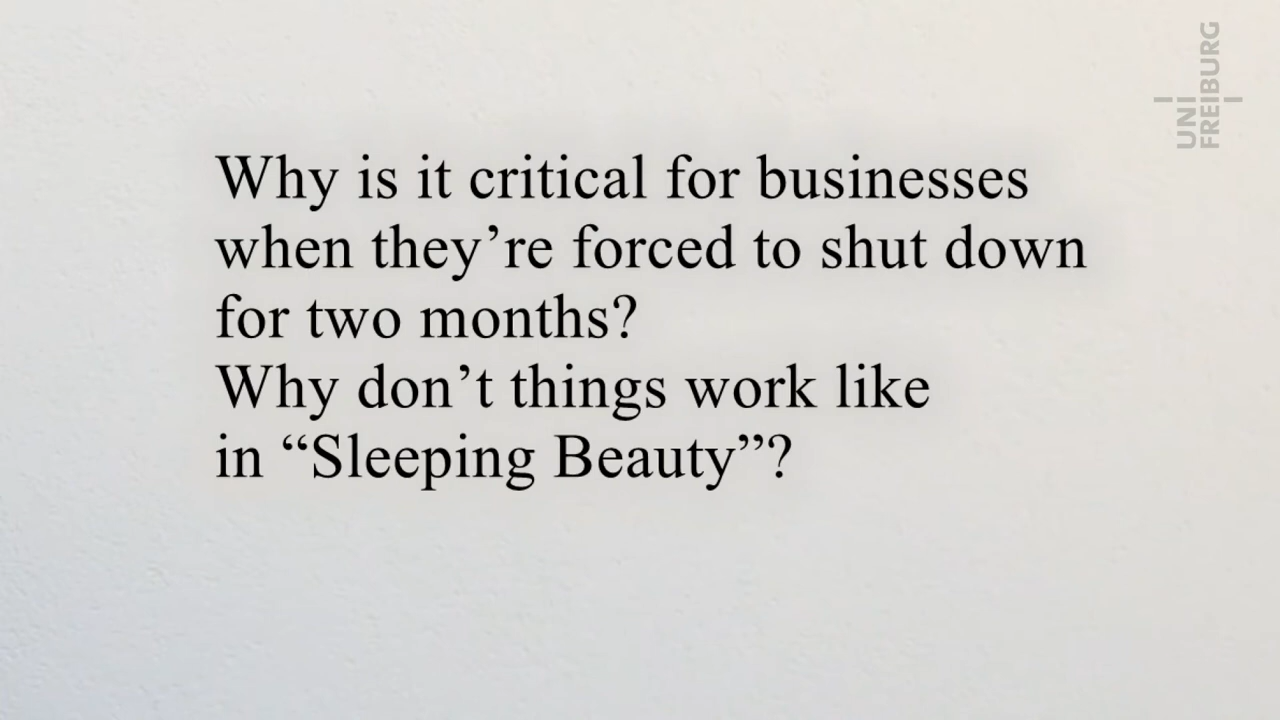 Why is it critical for businesses
when they’re forced to shut down
for two months?
Why don’t things work like
in “Sleeping Beauty”?
UNI
FREIBURG